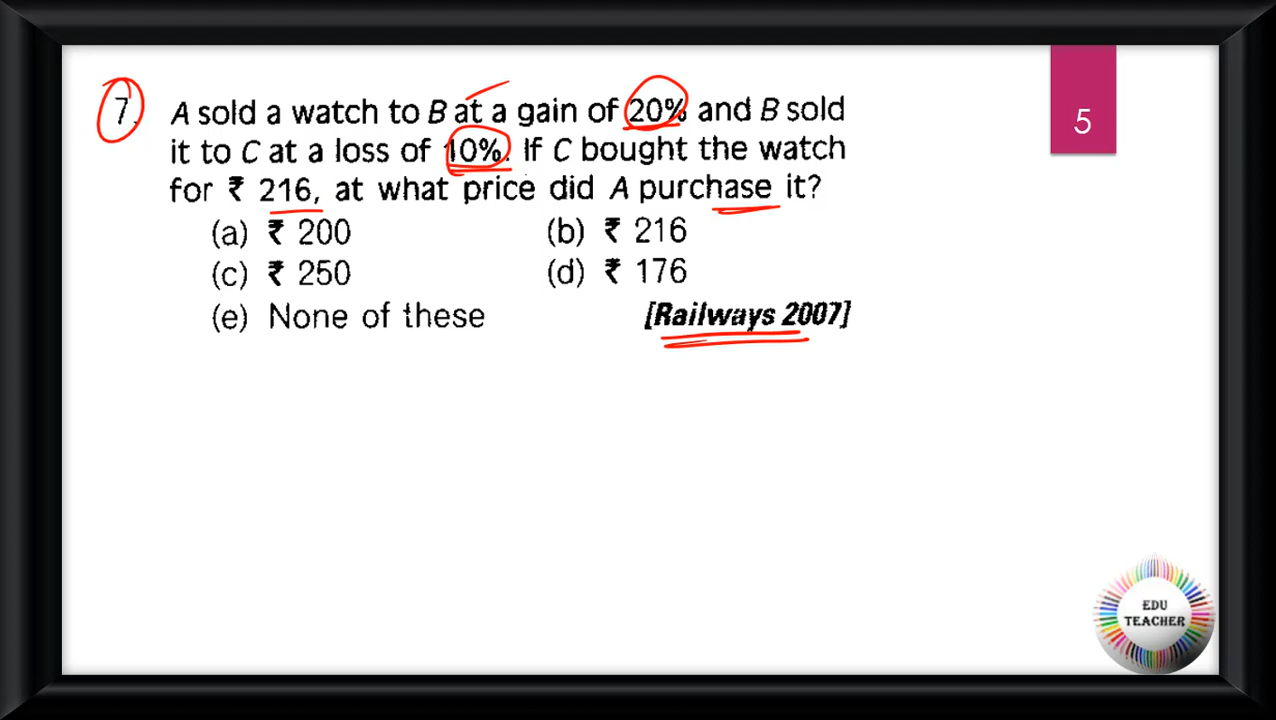 5
7. A sold a watch to B at a gain of 20% and B sold
it to C at a loss of 10%. If C bought the watch
for ₹ 216, at what price did A purchase it?
(a) ₹ 200 (b) ₹ 216
(c) ₹ 250 (d) ₹ 176
(e) None of these [Railways 2007]
EDU
TEACHER